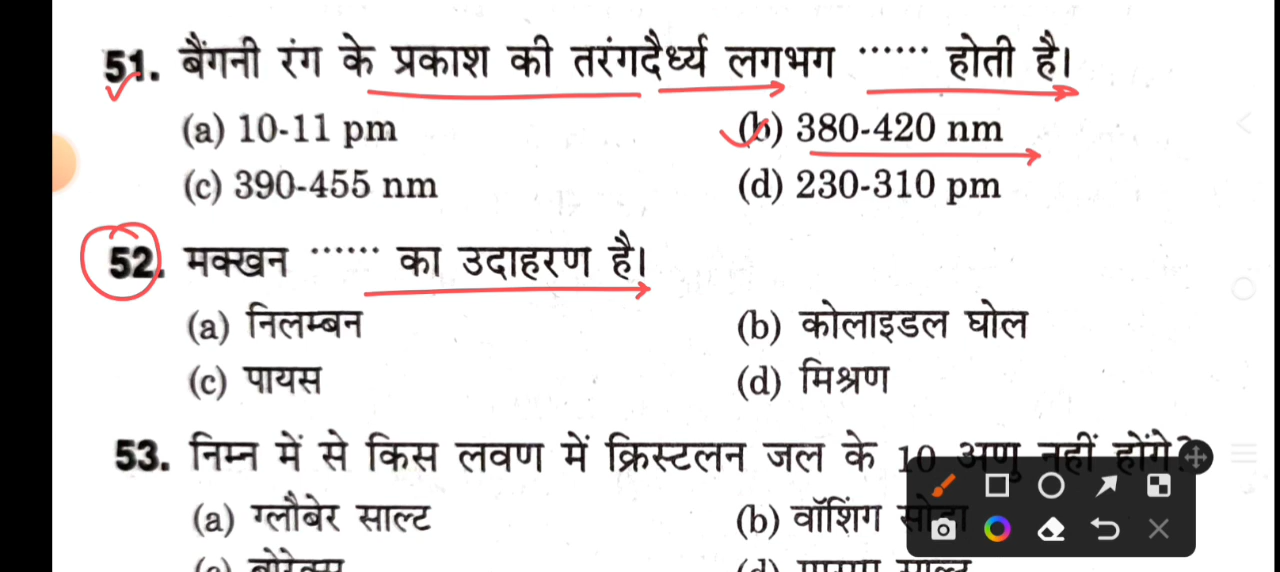 51. बैंगनी रंग के प्रकाश की तरंगदैर्ध्य लगभग ...... होती है।
(a) 10-11 pm (b) 380-420 nm
(c) 390-455 nm (d) 230-310 pm
52. मक्खन ...... का उदाहरण है।
(a) निलम्बन (b) कोलाइडल घोल
(c) पायस (d) मिश्रण
53. निम्न में से किस लवण में क्रिस्टलन जल के 10 अणु नहीं होंगे?
(a) ग्लौबेर साल्ट (b) वॉशिंग सोडा